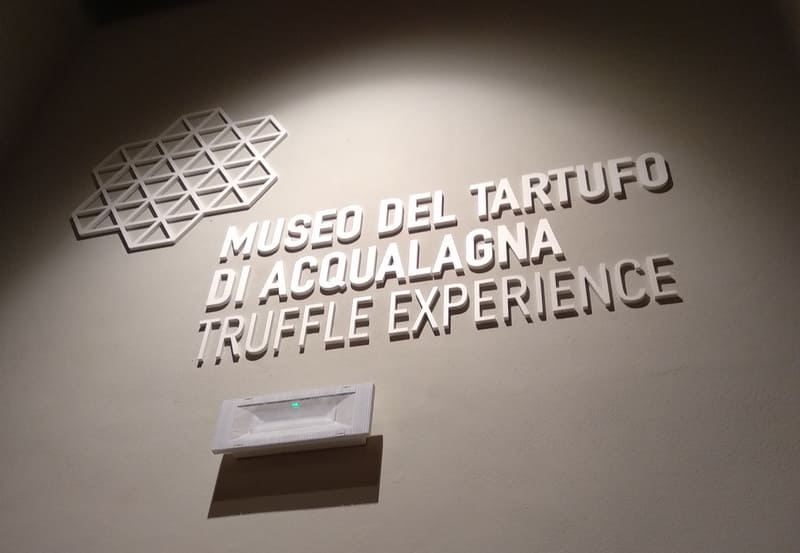 MUSEO DEL TARTUFO
DI ACQUALAGNA
TRUFFLE EXPERIENCE